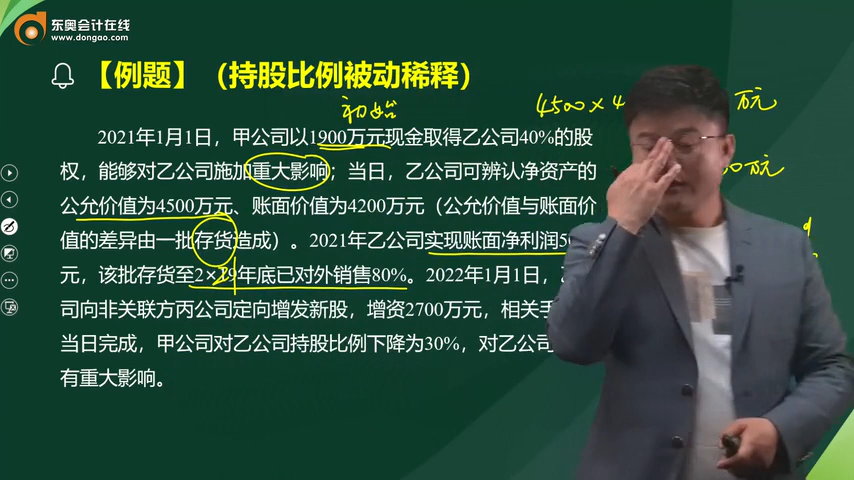 东奥会计在线
www.dongao.com
【例题】（持股比例被动稀释）
初始
4500×4
万元
0万元
2021年1月1日，甲公司以1900万元现金取得乙公司40%的股
权，能够对乙公司施加重大影响；当日，乙公司可辨认净资产的
公允价值为4500万元、账面价值为4200万元（公允价值与账面价
值的差异由一批存货造成）。2021年乙公司实现账面净利润5
元，该批存货至2×29年底已对外销售80%。2022年1月1日，
司向非关联方丙公司定向增发新股，增资2700万元，相关手
当日完成，甲公司对乙公司持股比例下降为30%，对乙公司
有重大影响。